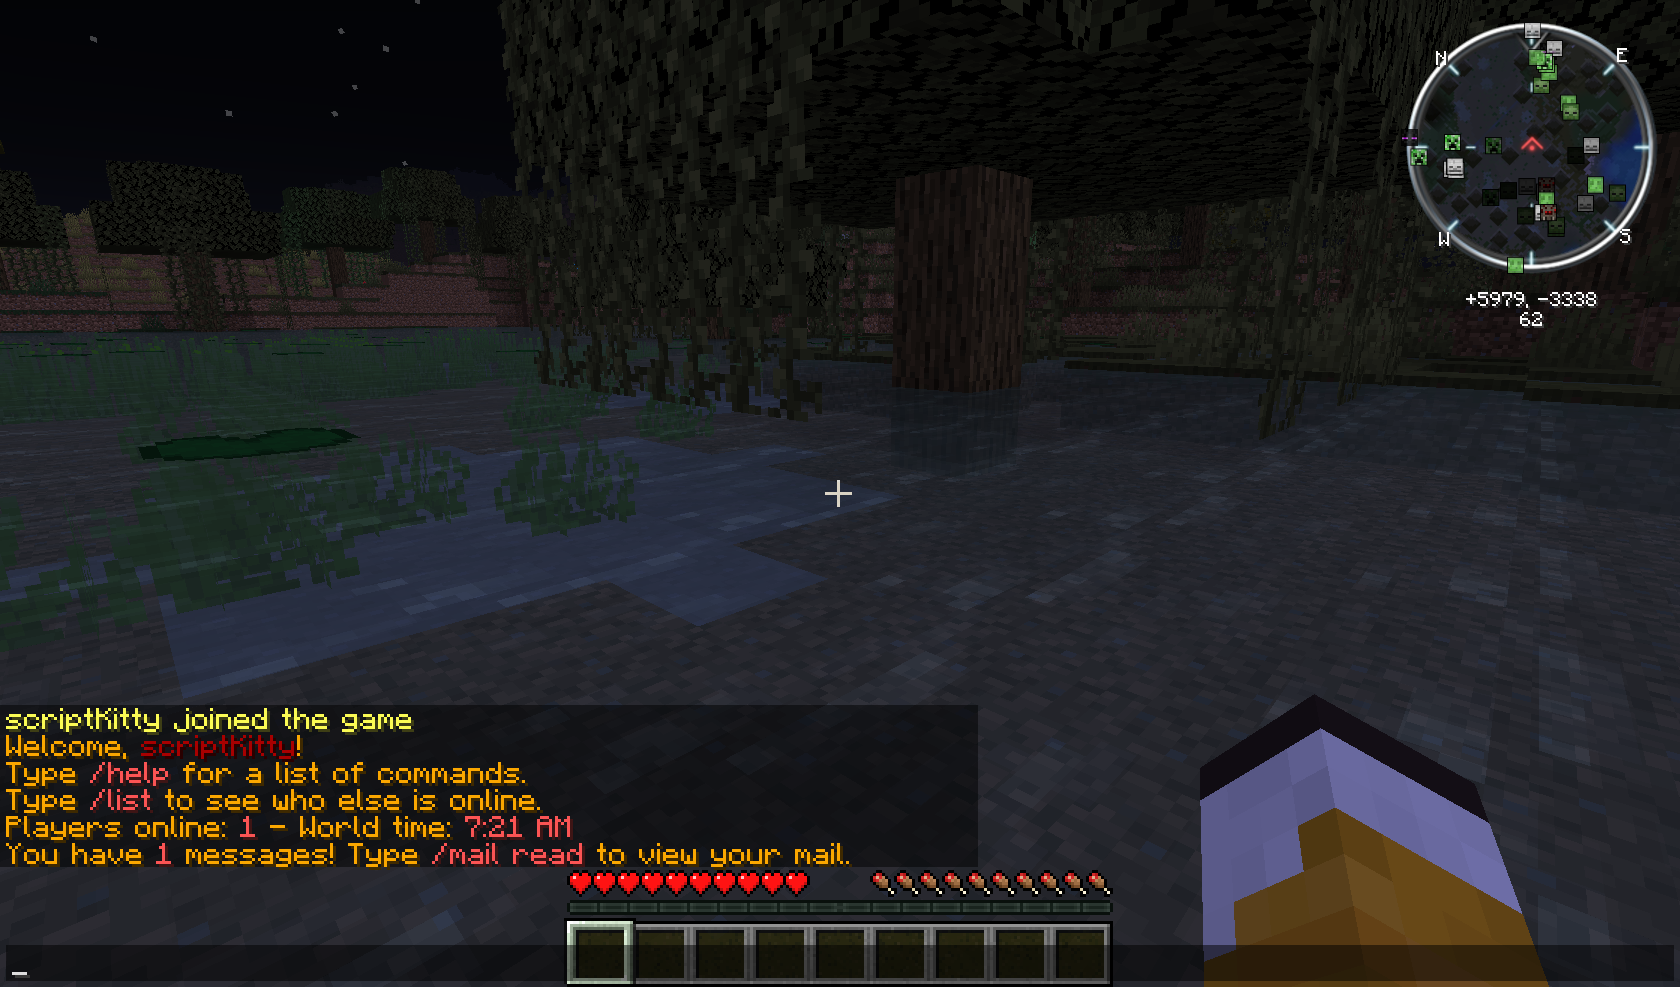 N
E
W
S
+5979, -3338
62
scriptKitty joined the game
Welcome, scriptKitty!
Type /help for a list of commands.
Type /list to see who else is online.
Players online: 1 - World time: 7:21 AM
You have 1 messages! Type /mail read to view your mail.
_